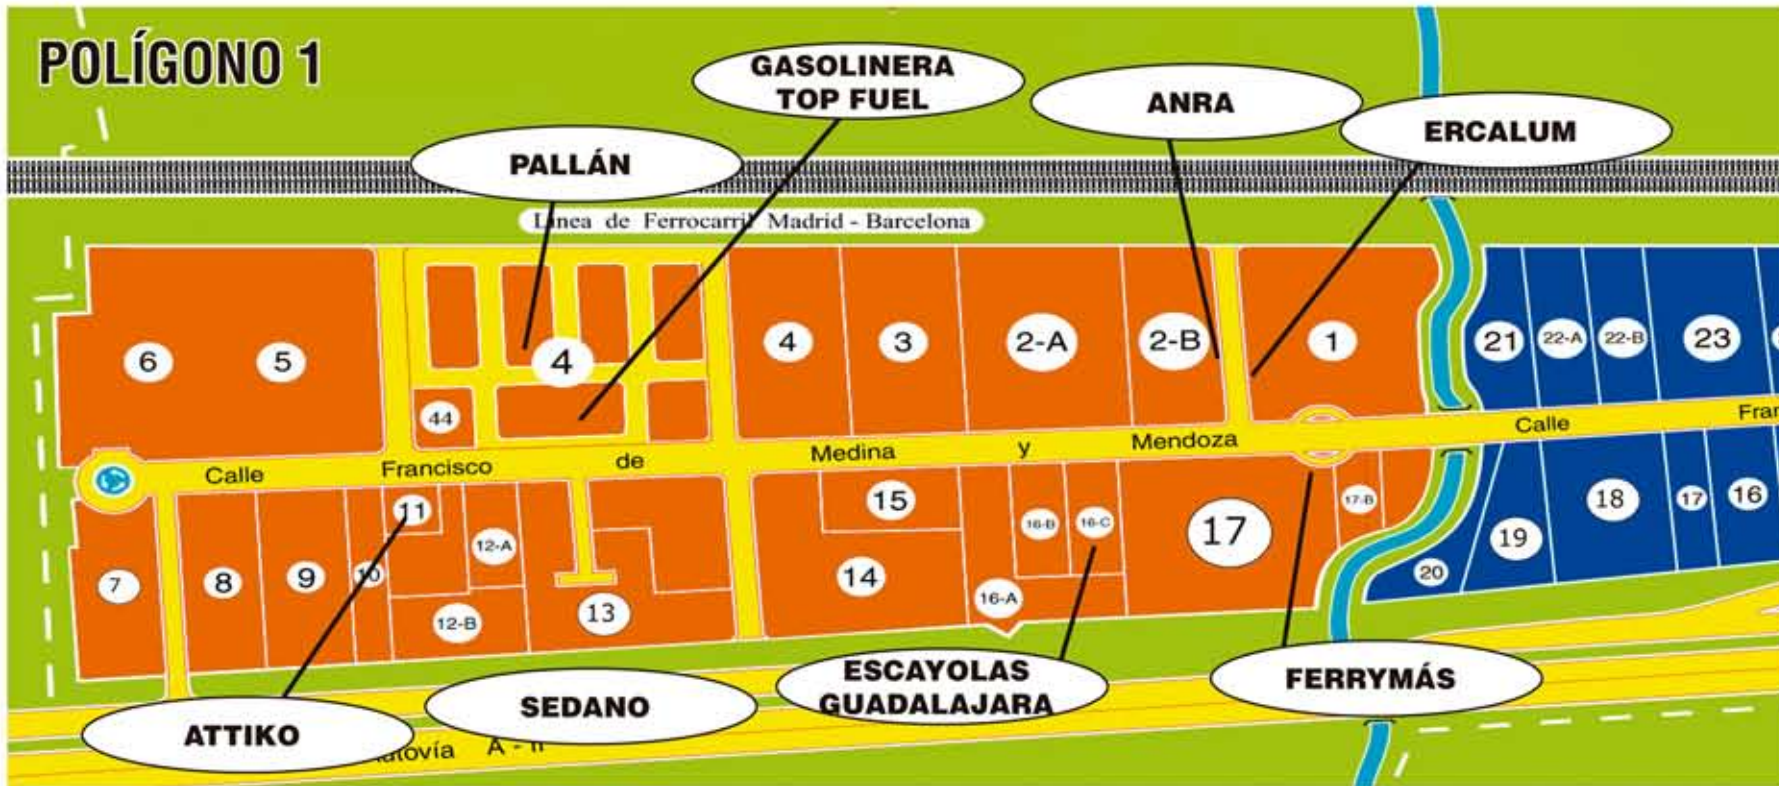 POLÍGONO 1
GASOLINERA
TOP FUEL
ANRA
ERCALUM
PALLÁN
Línea de Ferrocarril Madrid - Barcelona
6
5
44
4
4
3
2-A
2-B
1
21
22-A
22-B
23
Calle Francisco de Medina y Mendoza
Calle
7
8
9
10
11
12-A
12-B
13
14
15
16-A
16-B
16-C
17
17-B
20
19
18
17
16
ATTIKO
SEDANO
ESCAYOLAS
GUADALAJARA
FERRYMÁS
A - II